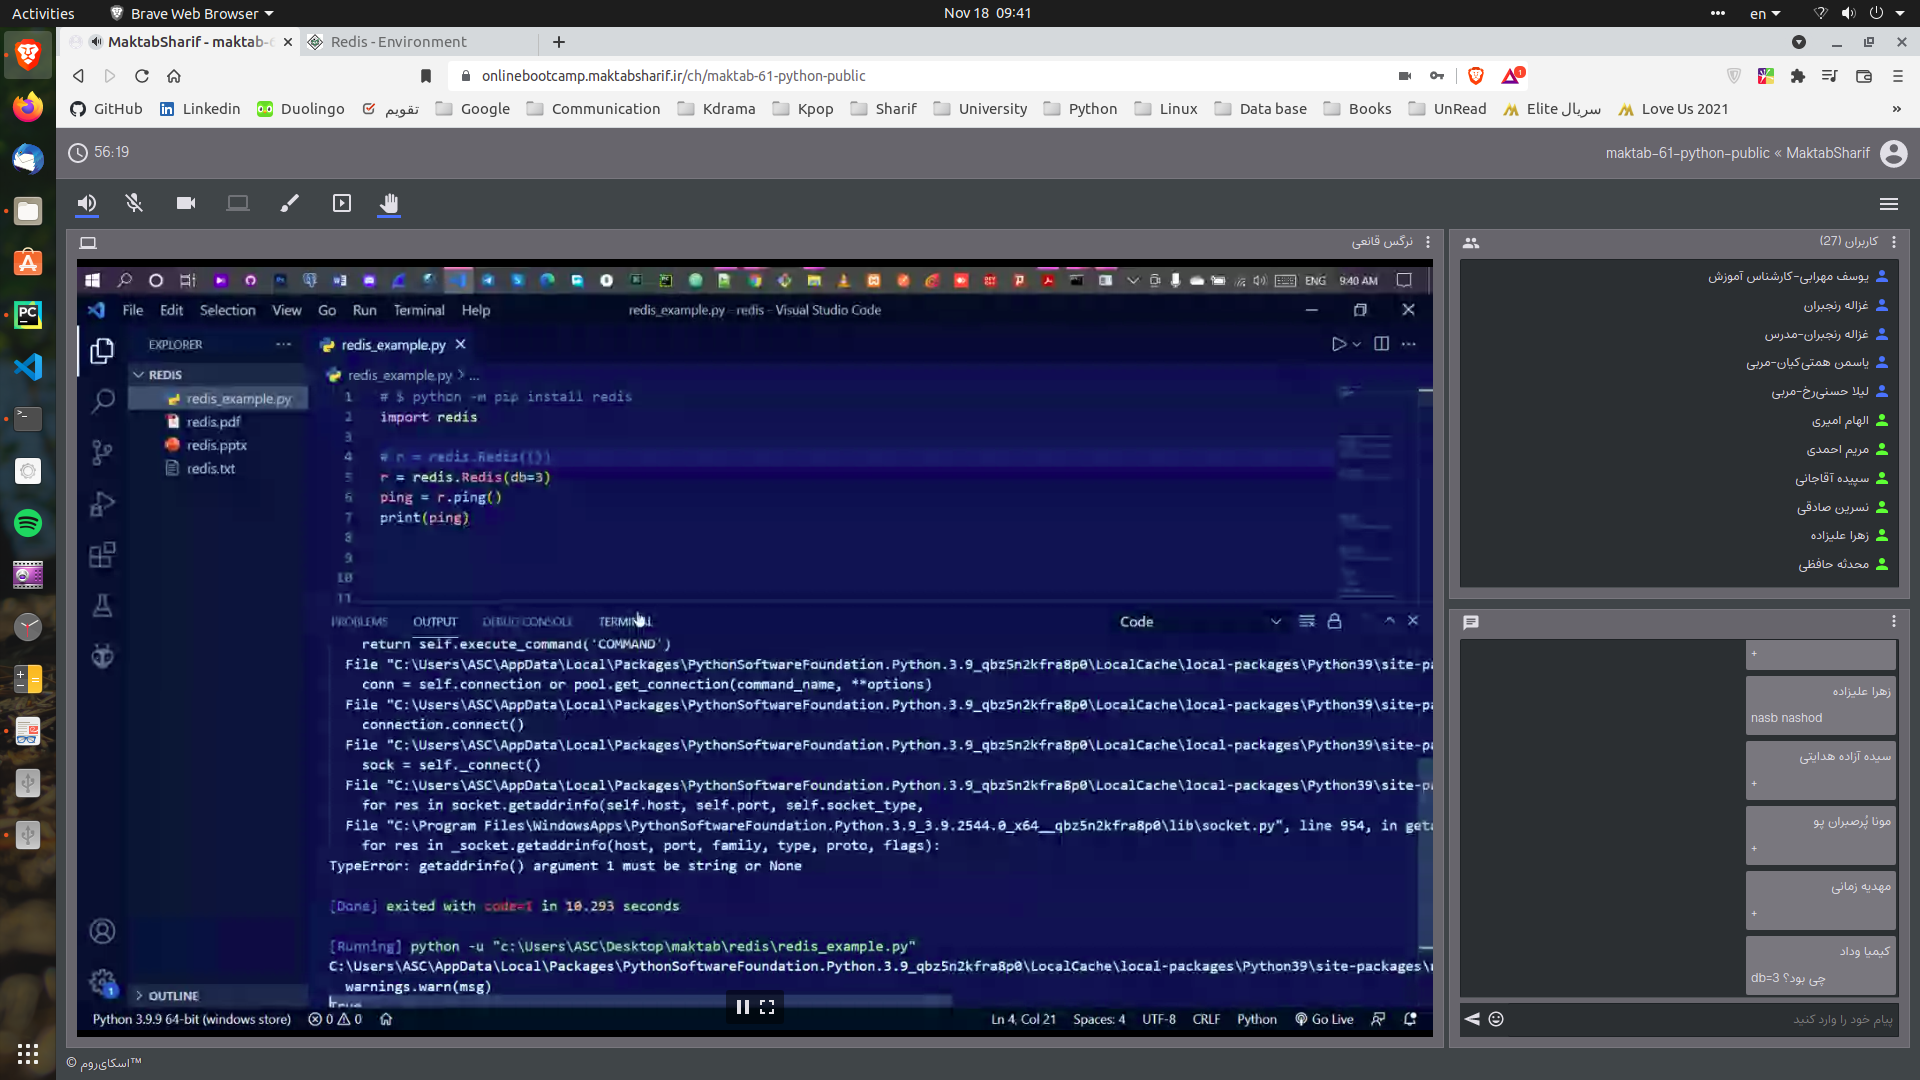 Activities
Brave Web Browser
Nov 18 09:41
en
MaktabSharif - maktab-6
Redis - Environment
onlinebootcamp.maktabsharif.ir/ch/maktab-61-python-public
1
GitHub
Linkedin
Duolingo
تقویم
Google
Communication
Kdrama
Kpop
Sharif
University
Python
Linux
Data base
Books
UnRead
سریال Elite
Love Us 2021
»
56:19
maktab-61-python-public « MaktabSharif
نرگس قانعی
9:40 AM
ENG
File Edit Selection View Go Run Terminal Help
redis_example.py - redis - Visual Studio Code
EXPLORER
REDIS
redis_example.py
redis.pdf
redis.pptx
redis.txt
OUTLINE
redis_example.py
redis_example.py > ...
1 # $ python -m pip install redis
2 import redis
3
4 # r = redis.Redis())
5 r = redis.Redis(db=3)
6 ping = r.ping()
7 print(ping)
8
9
10
11
PROBLEMS OUTPUT DEBUG CONSOLE TERMINAL
Code
return self.execute_command('COMMAND')
File "C:\Users\ASC\AppData\Local\Packages\PythonSoftwareFoundation.Python.3.9_qbz5n2kfra8p0\LocalCache\local-packages\Python39\site-pa
conn = self.connection or pool.get_connection(command_name, **options)
File "C:\Users\ASC\AppData\Local\Packages\PythonSoftwareFoundation.Python.3.9_qbz5n2kfra8p0\LocalCache\local-packages\Python39\site-pa
connection.connect()
File "C:\Users\ASC\AppData\Local\Packages\PythonSoftwareFoundation.Python.3.9_qbz5n2kfra8p0\LocalCache\local-packages\Python39\site-pa
sock = self._connect()
File "C:\Users\ASC\AppData\Local\Packages\PythonSoftwareFoundation.Python.3.9_qbz5n2kfra8p0\LocalCache\local-packages\Python39\site-pa
for res in socket.getaddrinfo(self.host, self.port, self.socket_type,
File "C:\Program Files\WindowsApps\PythonSoftwareFoundation.Python.3.9_3.9.2544.0_x64__qbz5n2kfra8p0\lib\socket.py", line 954, in geta
for res in _socket.getaddrinfo(host, port, family, type, proto, flags):
TypeError: getaddrinfo() argument 1 must be string or None
[Done] exited with code=1 in 10.293 seconds
[Running] python -u "c:\Users\ASC\Desktop\maktab\redis\redis_example.py"
C:\Users\ASC\AppData\Local\Packages\PythonSoftwareFoundation.Python.3.9_qbz5n2kfra8p0\LocalCache\local-packages\Python39\site-packages\
warnings.warn(msg)
True
1
Python 3.9.9 64-bit (windows store)
0 0
Ln 4, Col 21
Spaces: 4
UTF-8
CRLF
Python
Go Live
کاربران (27)
یوسف مهرابی-کارشناس آموزش
غزاله رنجبران
غزاله رنجبران-مدرس
یاسمن همتی‌کیان-مربی
لیلا حسنی‌رخ-مربی
الهام امیری
مریم احمدی
سپیده آقاجانی
نسرین صادقی
زهرا علیزاده
محدثه حافظی
+
زهرا علیزاده
nasb nashod
سیده آزاده هدایتی
+
مونا پُرصبران پو
+
مهدیه زمانی
+
کیمیا وداد
db=3 چی بود؟
پیام خود را وارد کنید
© اسکای‌روم™